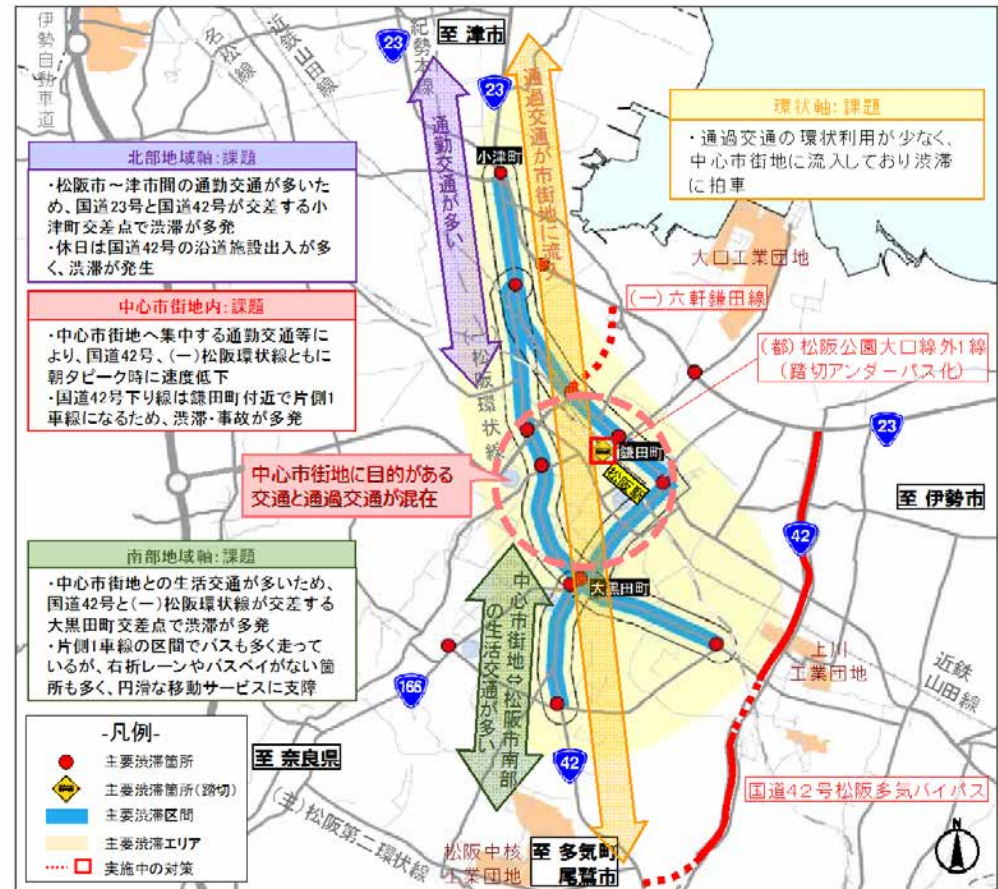 伊勢自動車道
名松線
近鉄山田線
紀勢本線
23
至 津市
23
通過交通が市街地に流入
通勤交通が多い
小津町
環状軸:課題
・通過交通の環状利用が少なく、
中心市街地に流入しており渋滞
に拍車
北部地域軸:課題
・松阪市~津市間の通勤交通が多いた
め、国道23号と国道42号が交差する小
津町交差点で渋滞が多発
・休日は国道42号の沿道施設出入が多
く、渋滞が発生
大口工業団地
(一)六軒鎌田線
中心市街地内:課題
・中心市街地へ集中する通勤交通等に
より、国道42号、(一)松阪環状線ともに
朝夕ピーク時に速度低下
・国道42号下り線は鎌田町付近で片側1
車線になるため、渋滞・事故が多発
(一)松阪環状線
(都)松阪公園大口線外1線
(踏切アンダーパス化)
23
鎌田町
松阪駅
中心市街地に目的がある
交通と通過交通が混在
至 伊勢市
42
南部地域軸:課題
・中心市街地との生活交通が多いため、
国道42号と(一)松阪環状線が交差する
大黒田町交差点で渋滞が多発
・片側1車線の区間でバスも多く走って
いるが、右折レーンやバスベイがない箇
所も多く、円滑な移動サービスに支障
大黒田町
中心市街地⇔松阪市南部
の生活交通が多い
上川
工業団地
近鉄
山田線
166
-凡例-
主要渋滞箇所
主要渋滞箇所(踏切)
主要渋滞区間
主要渋滞エリア
実施中の対策
至 奈良県
42
国道42号松阪多気バイパス
(主)松阪第二環状線
松阪中核
工業団地
至 多気町
尾鷲市
N